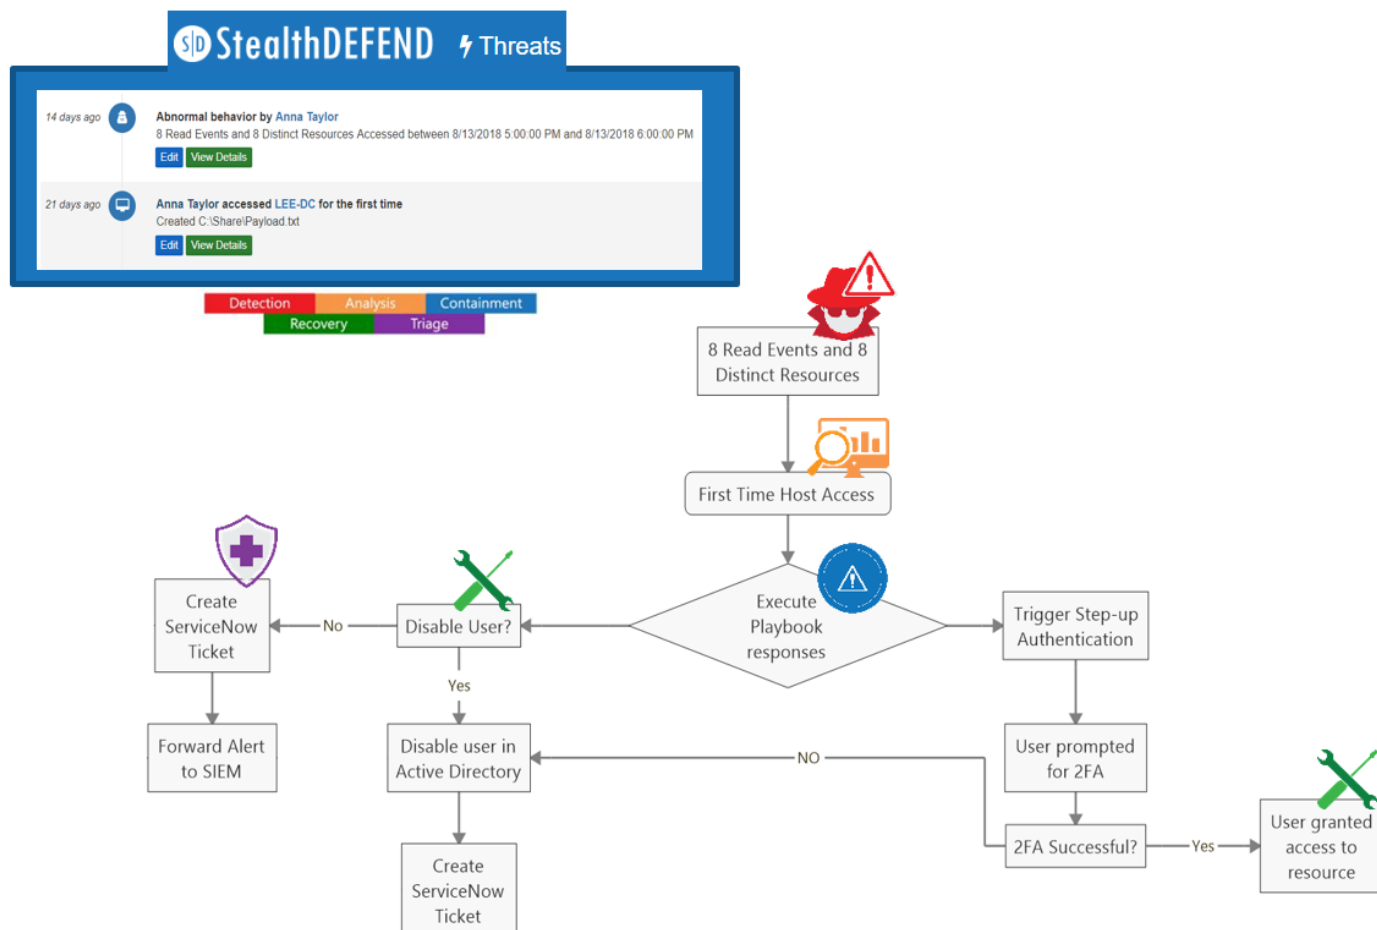 S|D StealthDEFEND Threats
14 days ago
Abnormal behavior by Anna Taylor
8 Read Events and 8 Distinct Resources Accessed between 8/13/2018 5:00:00 PM and 8/13/2018 6:00:00 PM
Edit View Details
21 days ago
Anna Taylor accessed LEE-DC for the first time
Created C:\Share\Payload.txt
Edit View Details
Detection Analysis Containment
Recovery Triage
8 Read Events and 8
Distinct Resources
First Time Host Access
Execute
Playbook
responses
Disable User?
No
Create
ServiceNow
Ticket
Forward Alert
to SIEM
Yes
Disable user in
Active Directory
Create
ServiceNow
Ticket
Trigger Step-up
Authentication
User prompted
for 2FA
2FA Successful?
NO
Yes
User granted
access to
resource